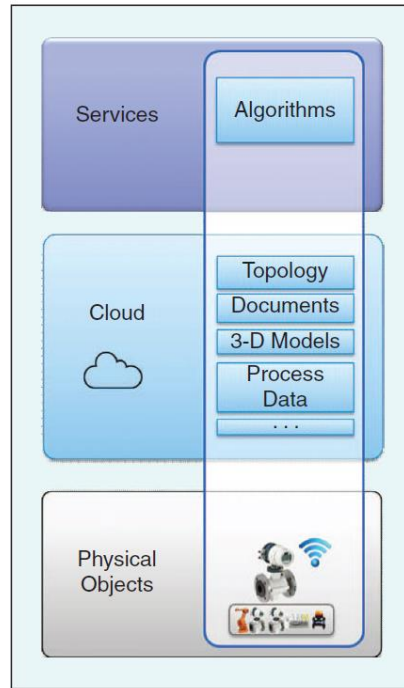 Services
Algorithms
Cloud
Topology
Documents
3-D Models
Process
Data
. . .
Physical
Objects